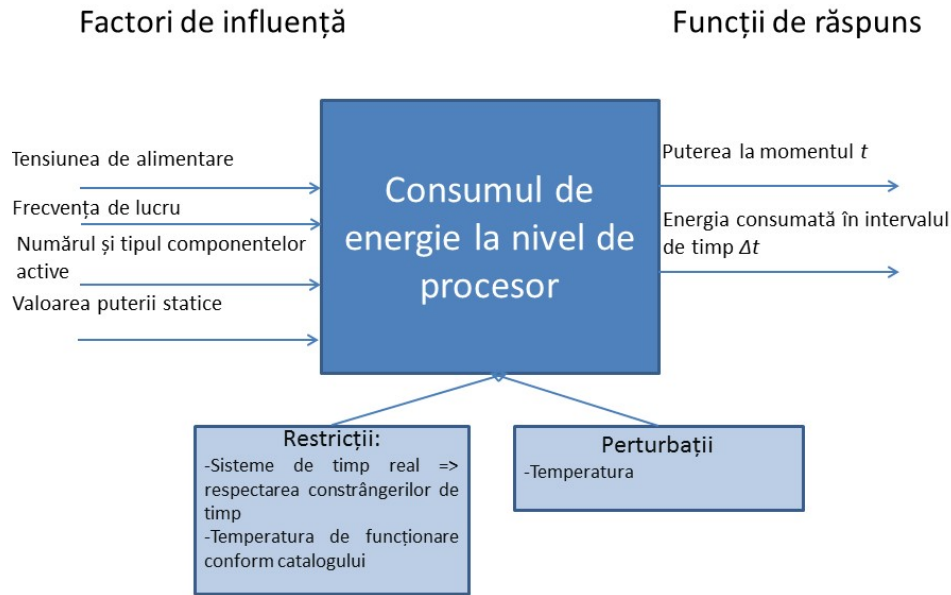 Factori de influență
Funcții de răspuns
Tensiunea de alimentare
Frecvența de lucru
Numărul și tipul componentelor
active
Valoarea puterii statice
Consumul de
energie la nivel de
procesor
Puterea la momentul t
Energia consumată în intervalul
de timp Δt
Restricții:
-Sisteme de timp real =>
respectarea constrângerilor de
timp
-Temperatura de funcționare
conform catalogului
Perturbații
-Temperatura